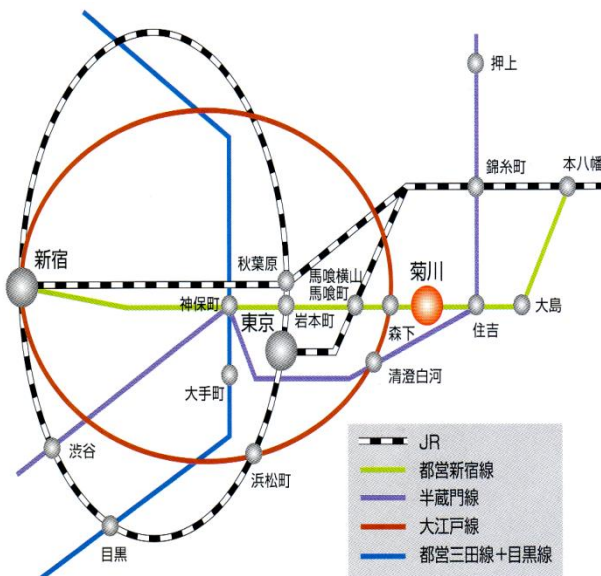 押上
錦糸町
本八幡
新宿
秋葉原
馬喰横山
馬喰町
菊川
神保町
東京
岩本町
森下
住吉
大島
大手町
清澄白河
渋谷
浜松町
目黒
JR
都営新宿線
半蔵門線
大江戸線
都営三田線+目黒線